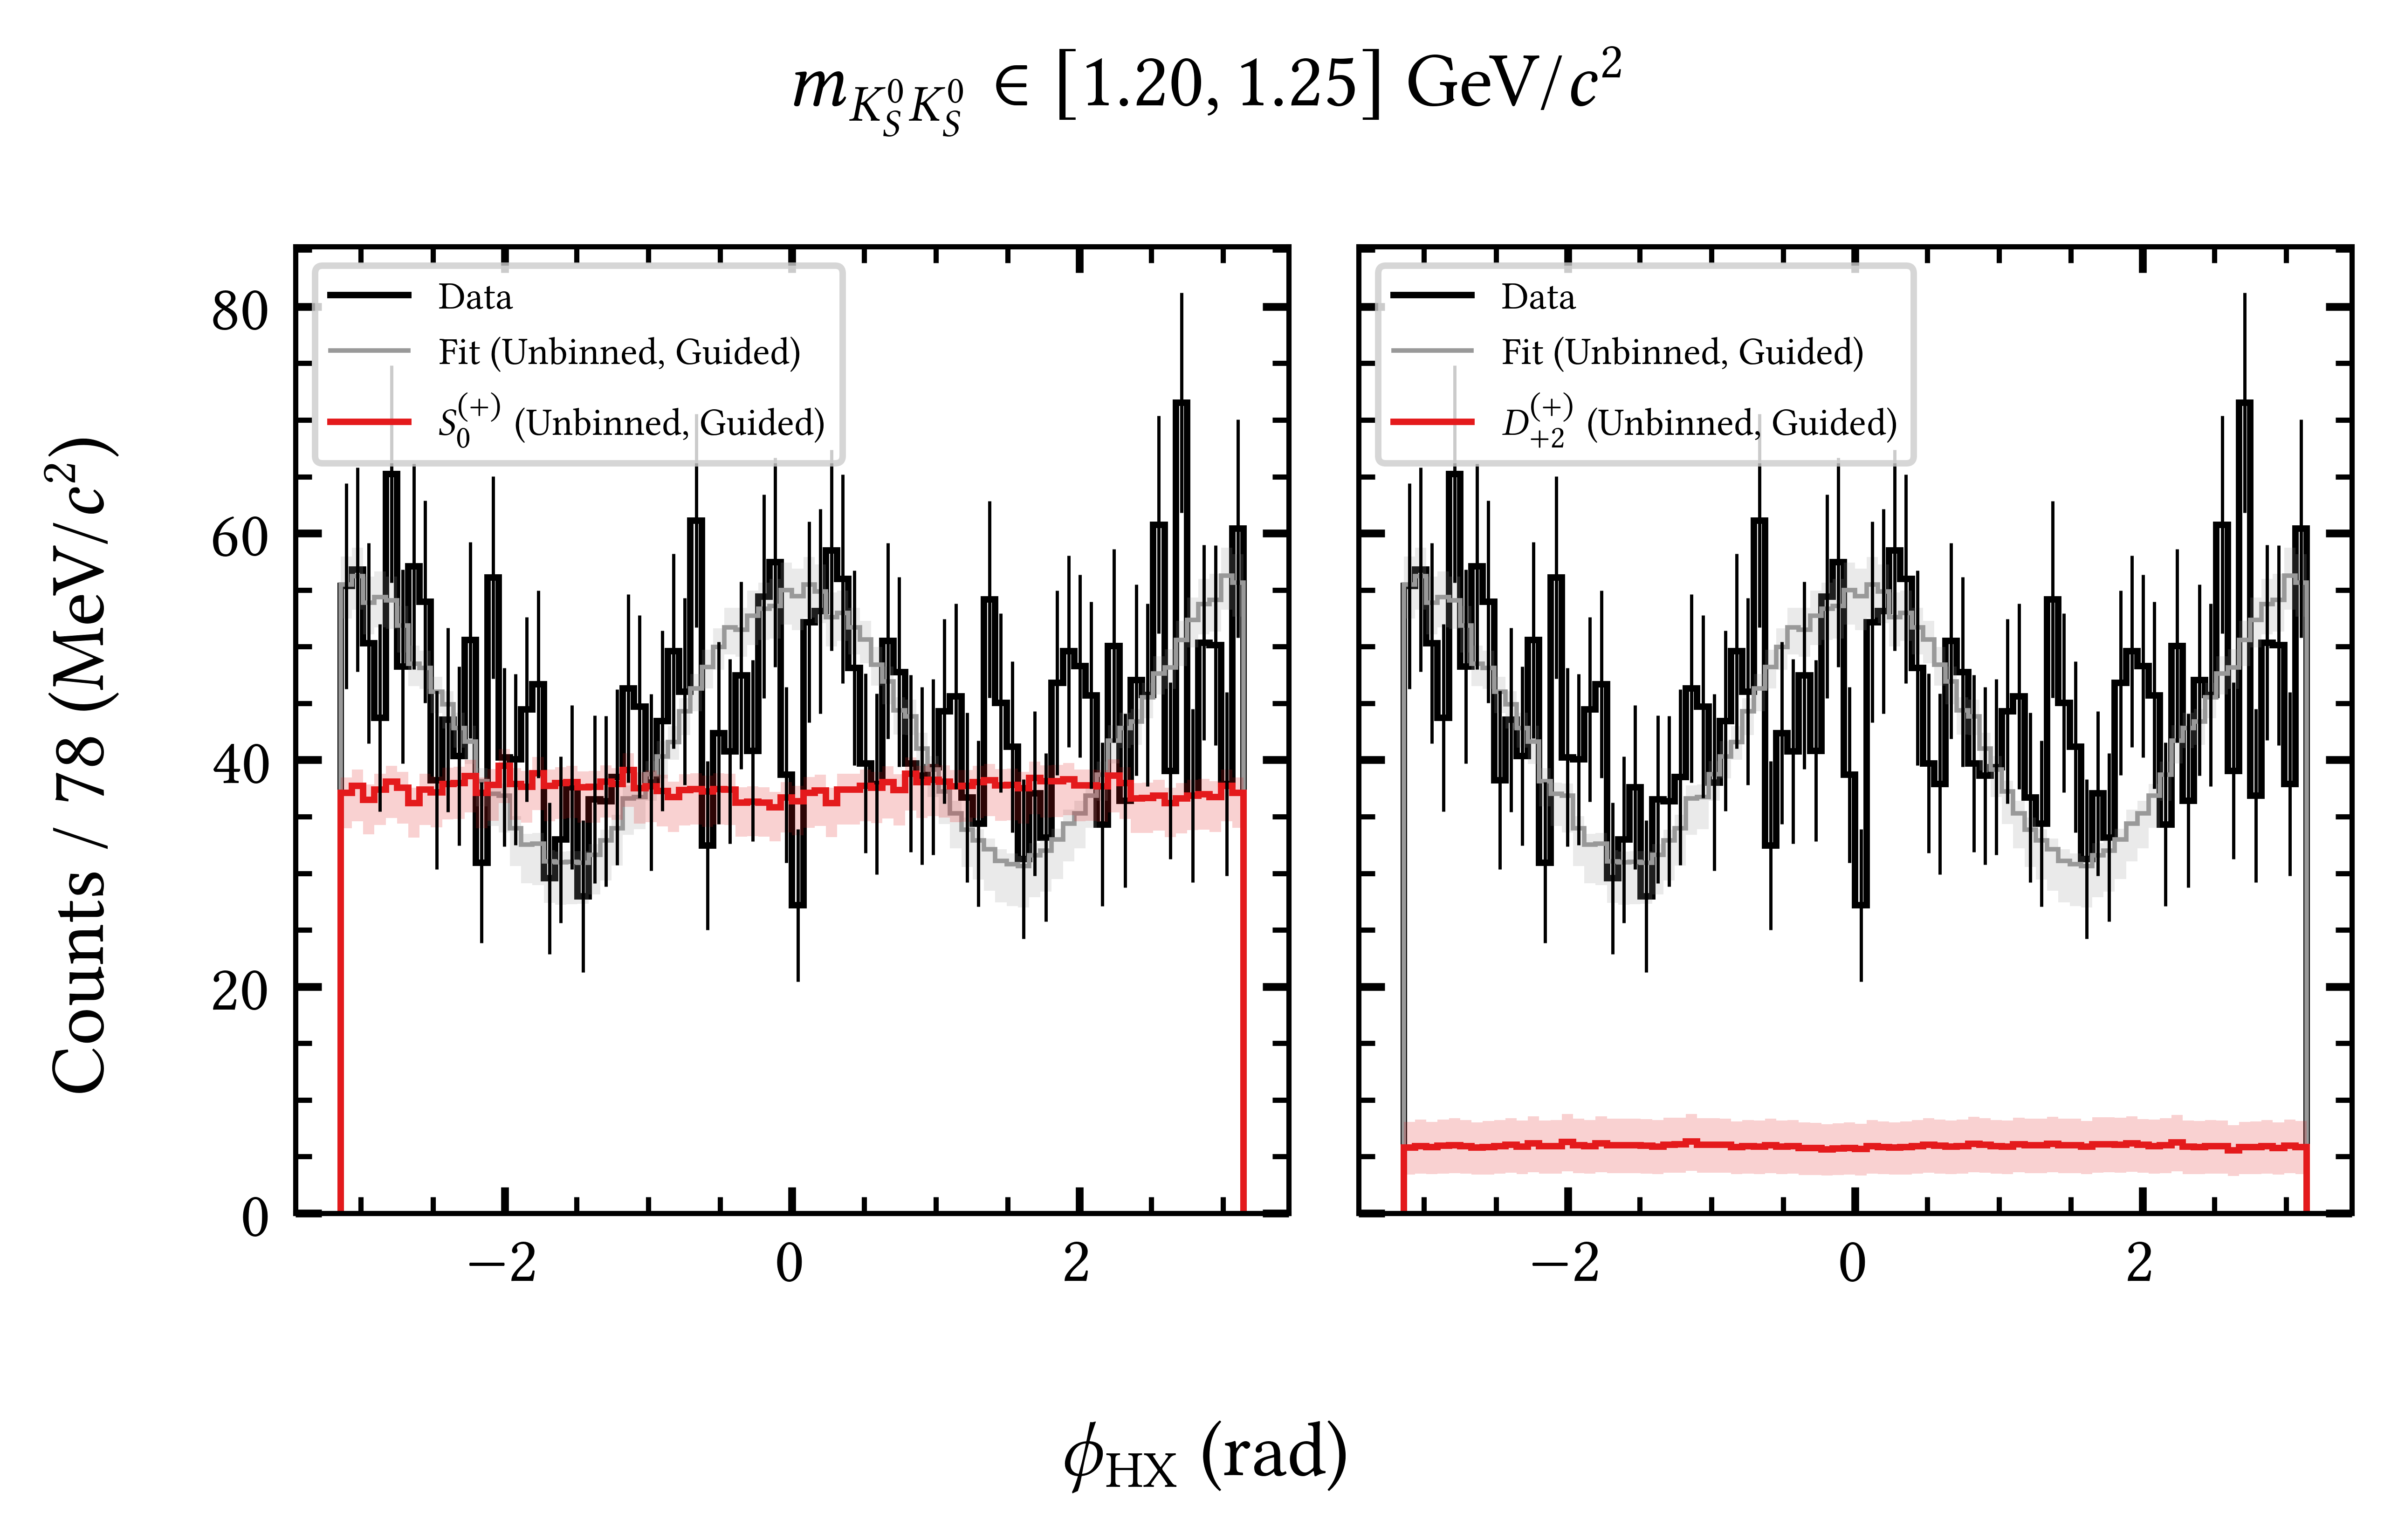 m_{K_S^0 K_S^0} ∈ [1.20, 1.25] GeV/c²
Data
Fit (Unbinned, Guided)
S_0^{(+)} (Unbinned, Guided)
Data
Fit (Unbinned, Guided)
D_{+2}^{(+)} (Unbinned, Guided)
Counts / 78 (MeV/c²)
80
60
40
20
0
−2 0 2
−2 0 2
ϕ_{HX} (rad)